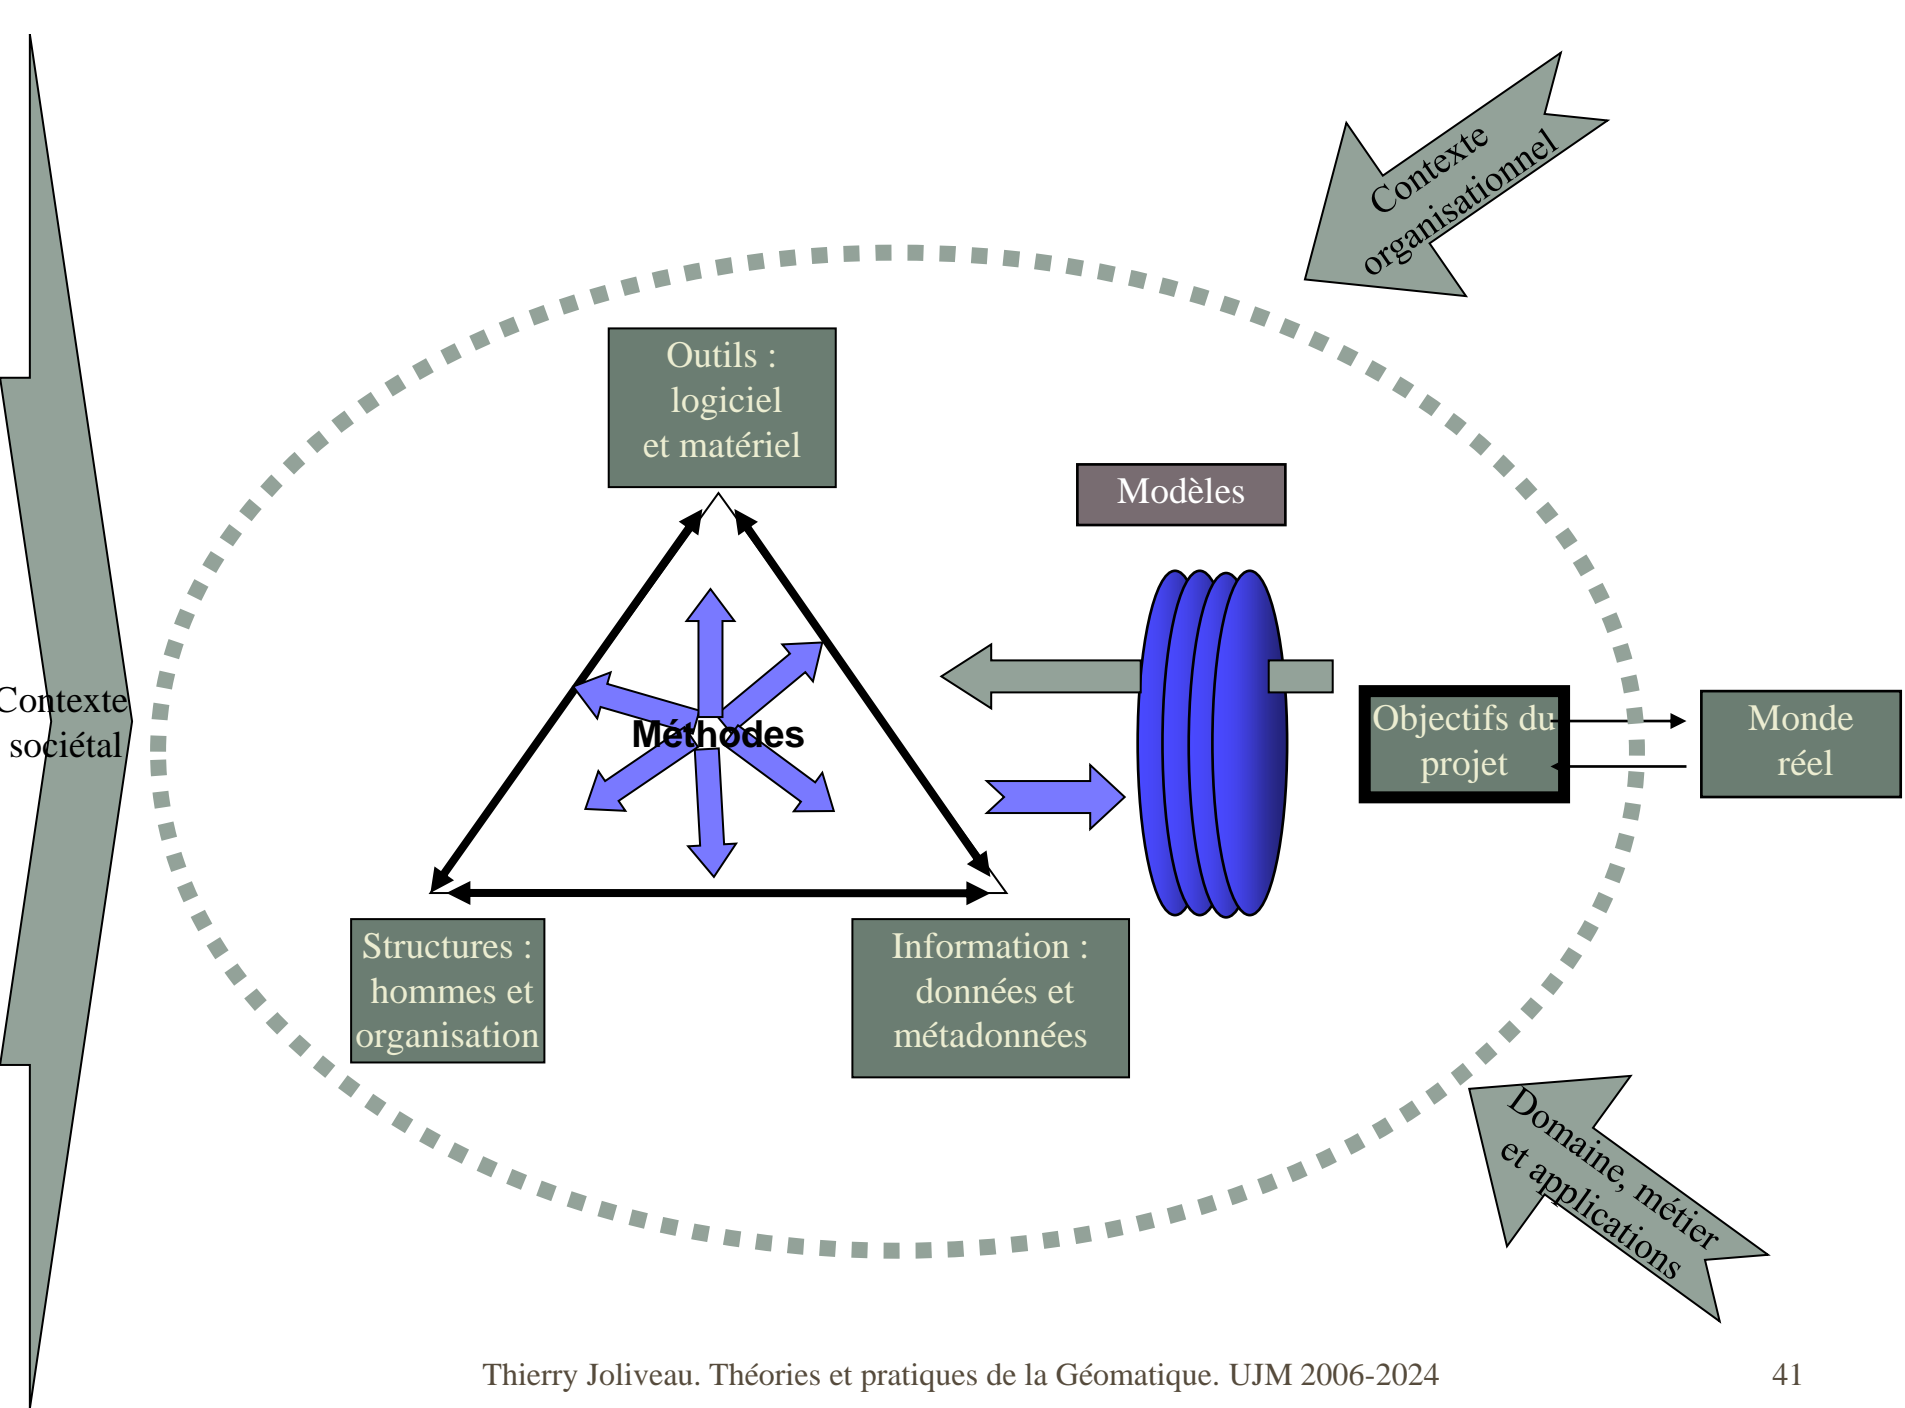 Contexte
organisationnel
Outils :
logiciel
et matériel
Modèles
Contexte
sociétal
Méthodes
Objectifs du
projet
Monde
réel
Structures :
hommes et
organisation
Information :
données et
métadonnées
Domaine, métier
et applications
Thierry Joliveau. Théories et pratiques de la Géomatique. UJM 2006-2024
41